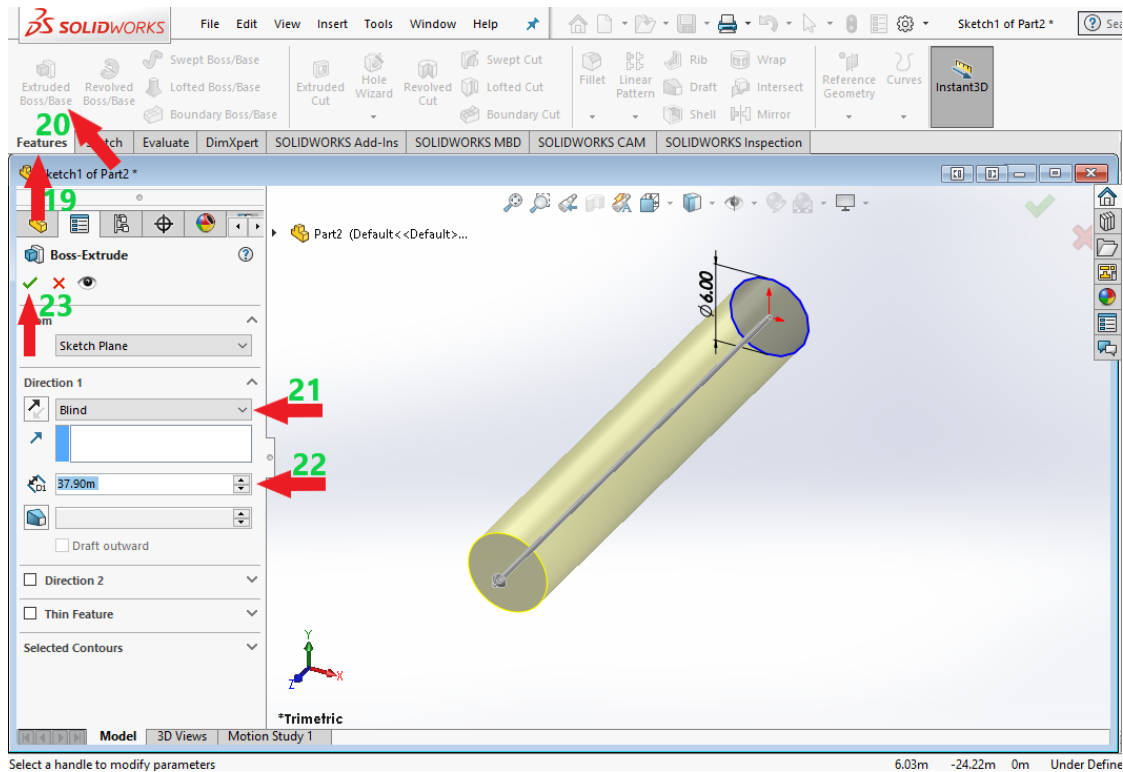 SOLIDWORKS File Edit View Insert Tools Window Help Sketch1 of Part2 * ? Sea
Extruded Boss/Base
Revolved Boss/Base
Swept Boss/Base
Lofted Boss/Base
Boundary Boss/Base
Extruded Cut
Hole Wizard
Revolved Cut
Swept Cut
Lofted Cut
Boundary Cut
Fillet
Linear Pattern
Rib
Draft
Shell
Wrap
Intersect
Mirror
Reference Geometry
Curves
Instant3D
20
Features Evaluate DimXpert SOLIDWORKS Add-Ins SOLIDWORKS MBD SOLIDWORKS CAM SOLIDWORKS Inspection
ketch1 of Part2 *
19
Part2 (Default<<Default>...
Boss-Extrude ?
23
Sketch Plane
Direction 1
21
Blind
22
D1 37.90m
Draft outward
Direction 2
Thin Feature
Selected Contours
Ø6.00
Y
X
Z
*Trimetric
Model 3D Views Motion Study 1
Select a handle to modify parameters 6.03m -24.22m 0m Under Define